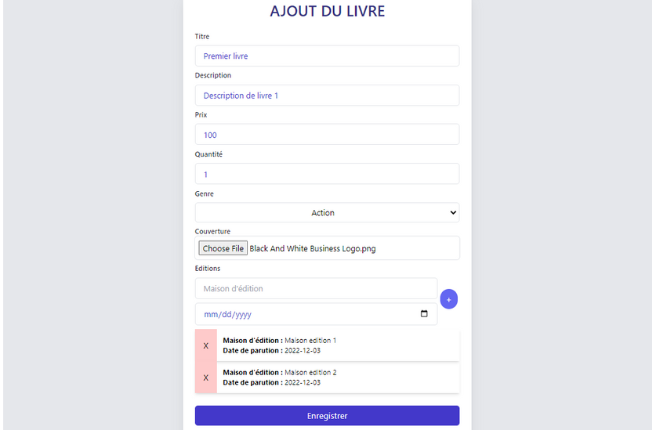 AJOUT DU LIVRE
Titre
Premier livre
Description
Description de livre 1
Prix
100
Quantité
1
Genre
Action
Couverture
Choose File Black And White Business Logo.png
Editions
Maison d'édition
+
mm/dd/yyyy
X
Maison d'édition : Maison edition 1
Date de parution : 2022-12-03
X
Maison d'édition : Maison edition 2
Date de parution : 2022-12-03
Enregistrer